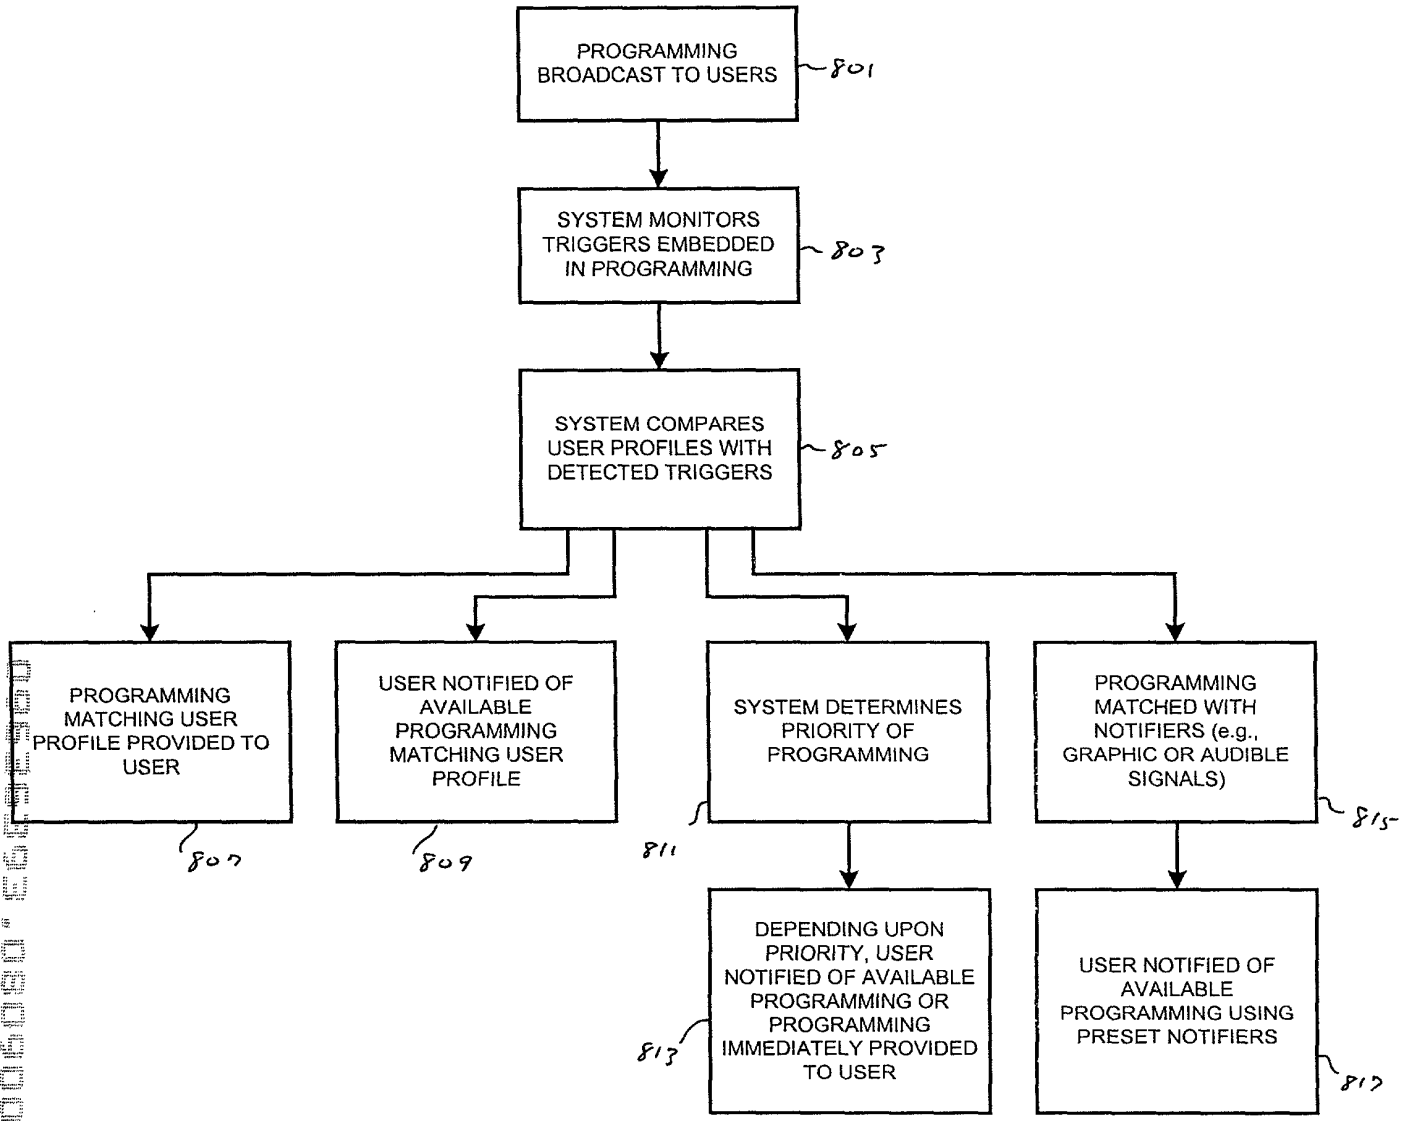 PROGRAMMING
BROADCAST TO USERS
801
SYSTEM MONITORS
TRIGGERS EMBEDDED
IN PROGRAMMING
803
SYSTEM COMPARES
USER PROFILES WITH
DETECTED TRIGGERS
805
PROGRAMMING
MATCHING USER
PROFILE PROVIDED TO
USER
807
USER NOTIFIED OF
AVAILABLE
PROGRAMMING
MATCHING USER
PROFILE
809
SYSTEM DETERMINES
PRIORITY OF
PROGRAMMING
811
PROGRAMMING
MATCHED WITH
NOTIFIERS (e.g.,
GRAPHIC OR AUDIBLE
SIGNALS)
815
DEPENDING UPON
PRIORITY, USER
NOTIFIED OF AVAILABLE
PROGRAMMING OR
PROGRAMMING
IMMEDIATELY PROVIDED
TO USER
813
USER NOTIFIED OF
AVAILABLE
PROGRAMMING USING
PRESET NOTIFIERS
817